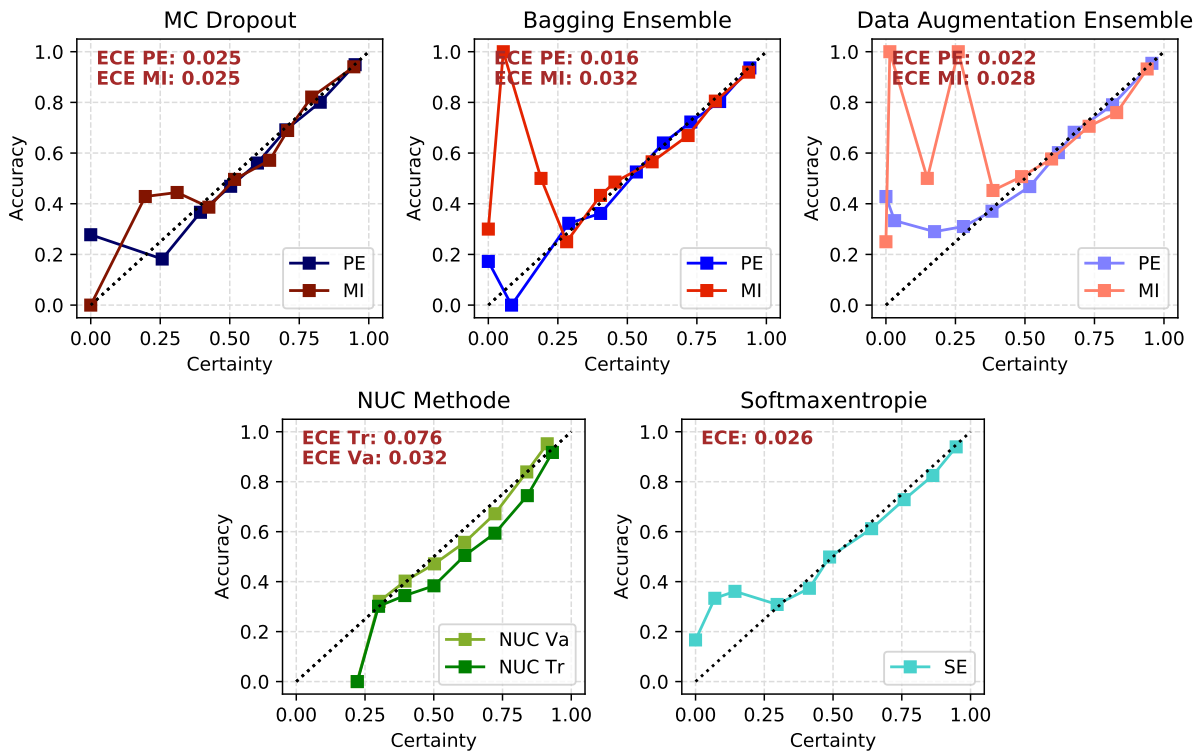 MC Dropout
ECE PE: 0.025
ECE MI: 0.025
Accuracy
1.0
0.8
0.6
0.4
0.2
0.0
PE
MI
0.00 0.25 0.50 0.75 1.00
Certainty
Bagging Ensemble
ECE PE: 0.016
ECE MI: 0.032
Accuracy
1.0
0.8
0.6
0.4
0.2
0.0
PE
MI
0.00 0.25 0.50 0.75 1.00
Certainty
Data Augmentation Ensemble
ECE PE: 0.022
ECE MI: 0.028
Accuracy
1.0
0.8
0.6
0.4
0.2
0.0
PE
MI
0.00 0.25 0.50 0.75 1.00
Certainty
NUC Methode
ECE Tr: 0.076
ECE Va: 0.032
Accuracy
1.0
0.8
0.6
0.4
0.2
0.0
NUC Va
NUC Tr
0.00 0.25 0.50 0.75 1.00
Certainty
Softmaxentropie
ECE: 0.026
Accuracy
1.0
0.8
0.6
0.4
0.2
0.0
SE
0.00 0.25 0.50 0.75 1.00
Certainty